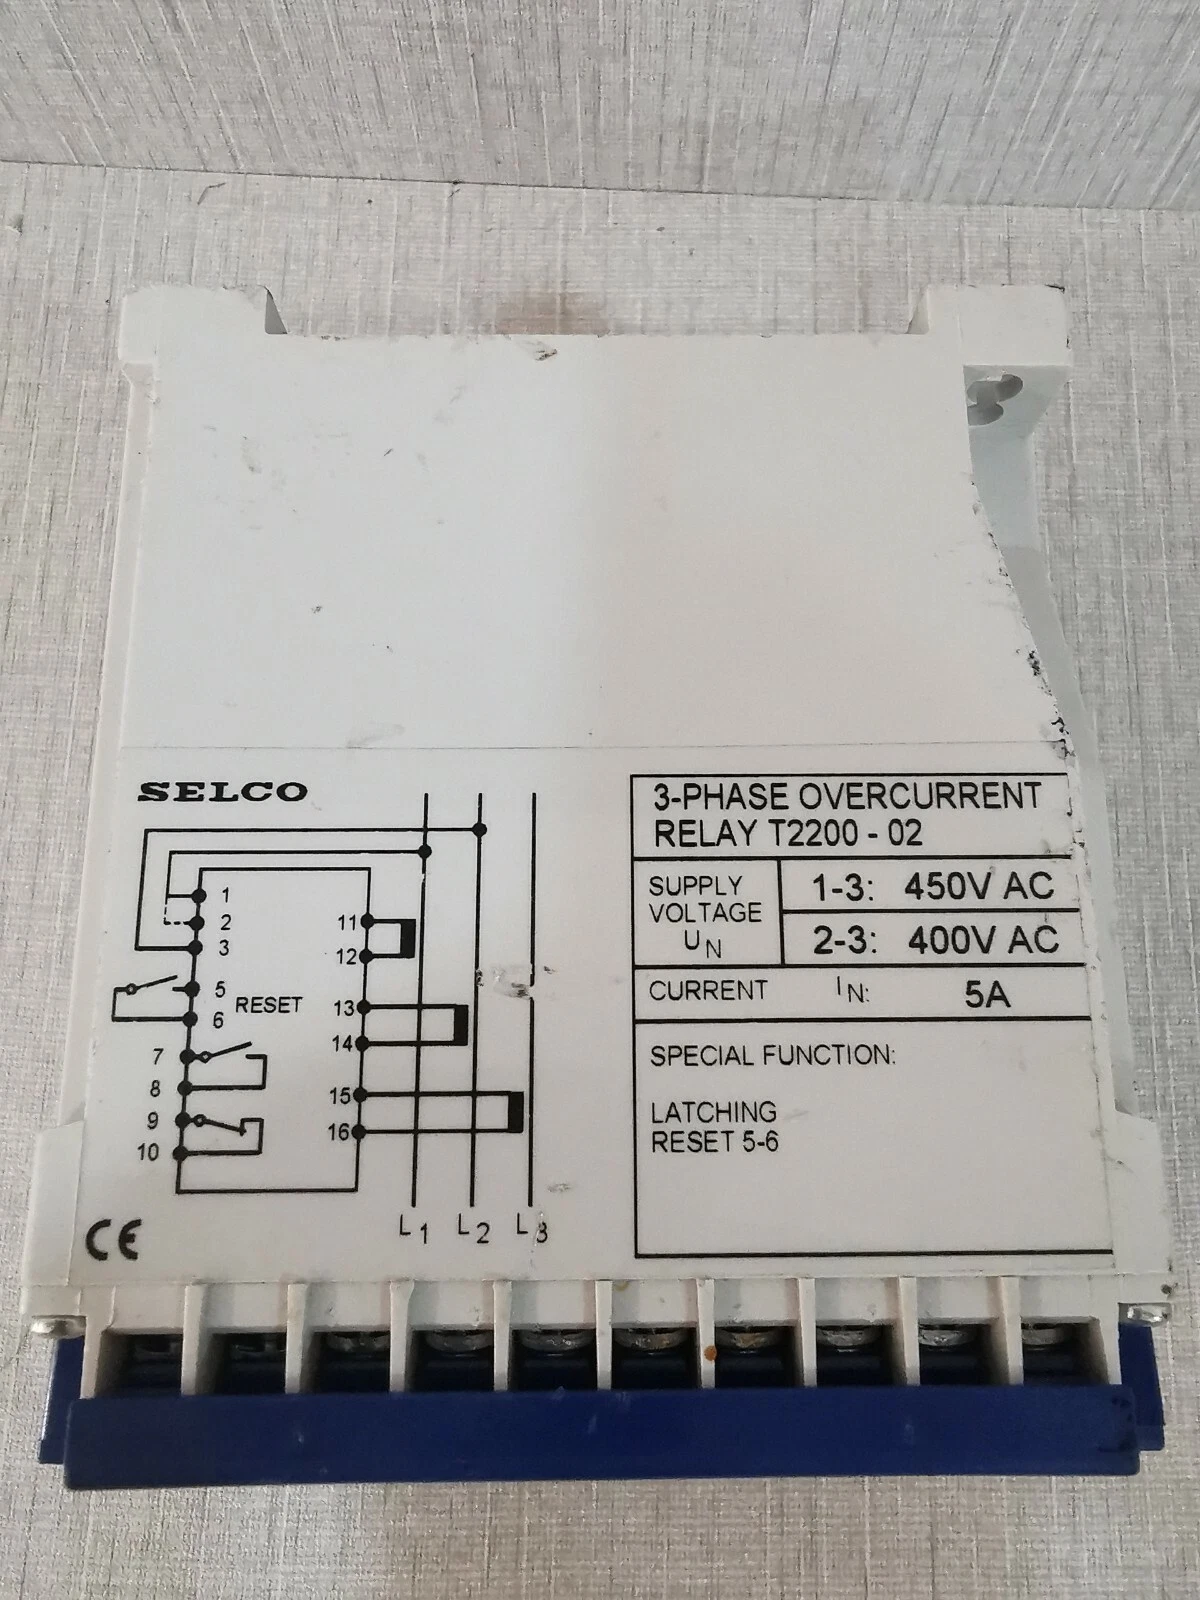 SELCO
1
2
3
5
6
RESET
7
8
9
10
11
12
13
14
15
16
L1
L2
L3
CE
3-PHASE OVERCURRENT
RELAY T2200 - 02
SUPPLY
VOLTAGE
UN
1-3: 450V AC
2-3: 400V AC
CURRENT IN: 5A
SPECIAL FUNCTION:
LATCHING
RESET 5-6